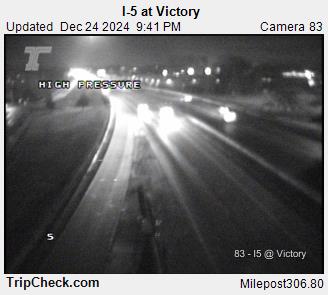 I-5 at Victory
Updated Dec 24 2024 9:41 PM Camera 83
T
HIGH PRESSURE
S
83 - I5 @ Victory
TripCheck.com Milepost306.80